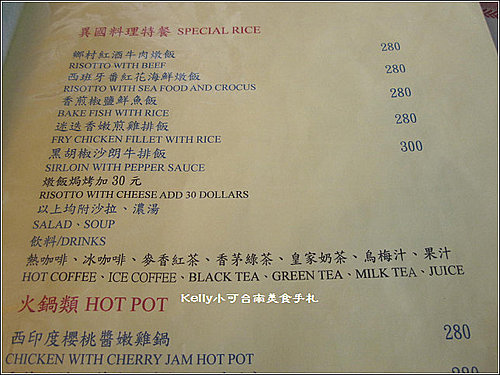 異國料理特餐 SPECIAL RICE
鄉村紅酒牛肉燉飯 280
RISOTTO WITH BEEF
西班牙番紅花海鮮燉飯 280
RISOTTO WITH SEA FOOD AND CROCUS
香煎椒鹽鮮魚飯 280
BAKE FISH WITH RICE
迷迭香嫩煎雞排飯 280
FRY CHICKEN FILLET WITH RICE
黑胡椒沙朗牛排飯 300
SIRLOIN WITH PEPPER SAUCE
燉飯焗烤加 30 元
RISOTTO WITH CHEESE ADD 30 DOLLARS
以上均附沙拉、濃湯
SALAD、SOUP
飲料/DRINKS
熱咖啡、冰咖啡、麥香紅茶、香茅綠茶、皇家奶茶、烏梅汁、果汁
HOT COFFEE、ICE COFFEE、BLACK TEA、GREEN TEA、MILK TEA、JUICE
Kelly小可台南美食手札
火鍋類 HOT POT
西印度櫻桃醬嫩雞鍋 280
CHICKEN WITH CHERRY JAM HOT POT